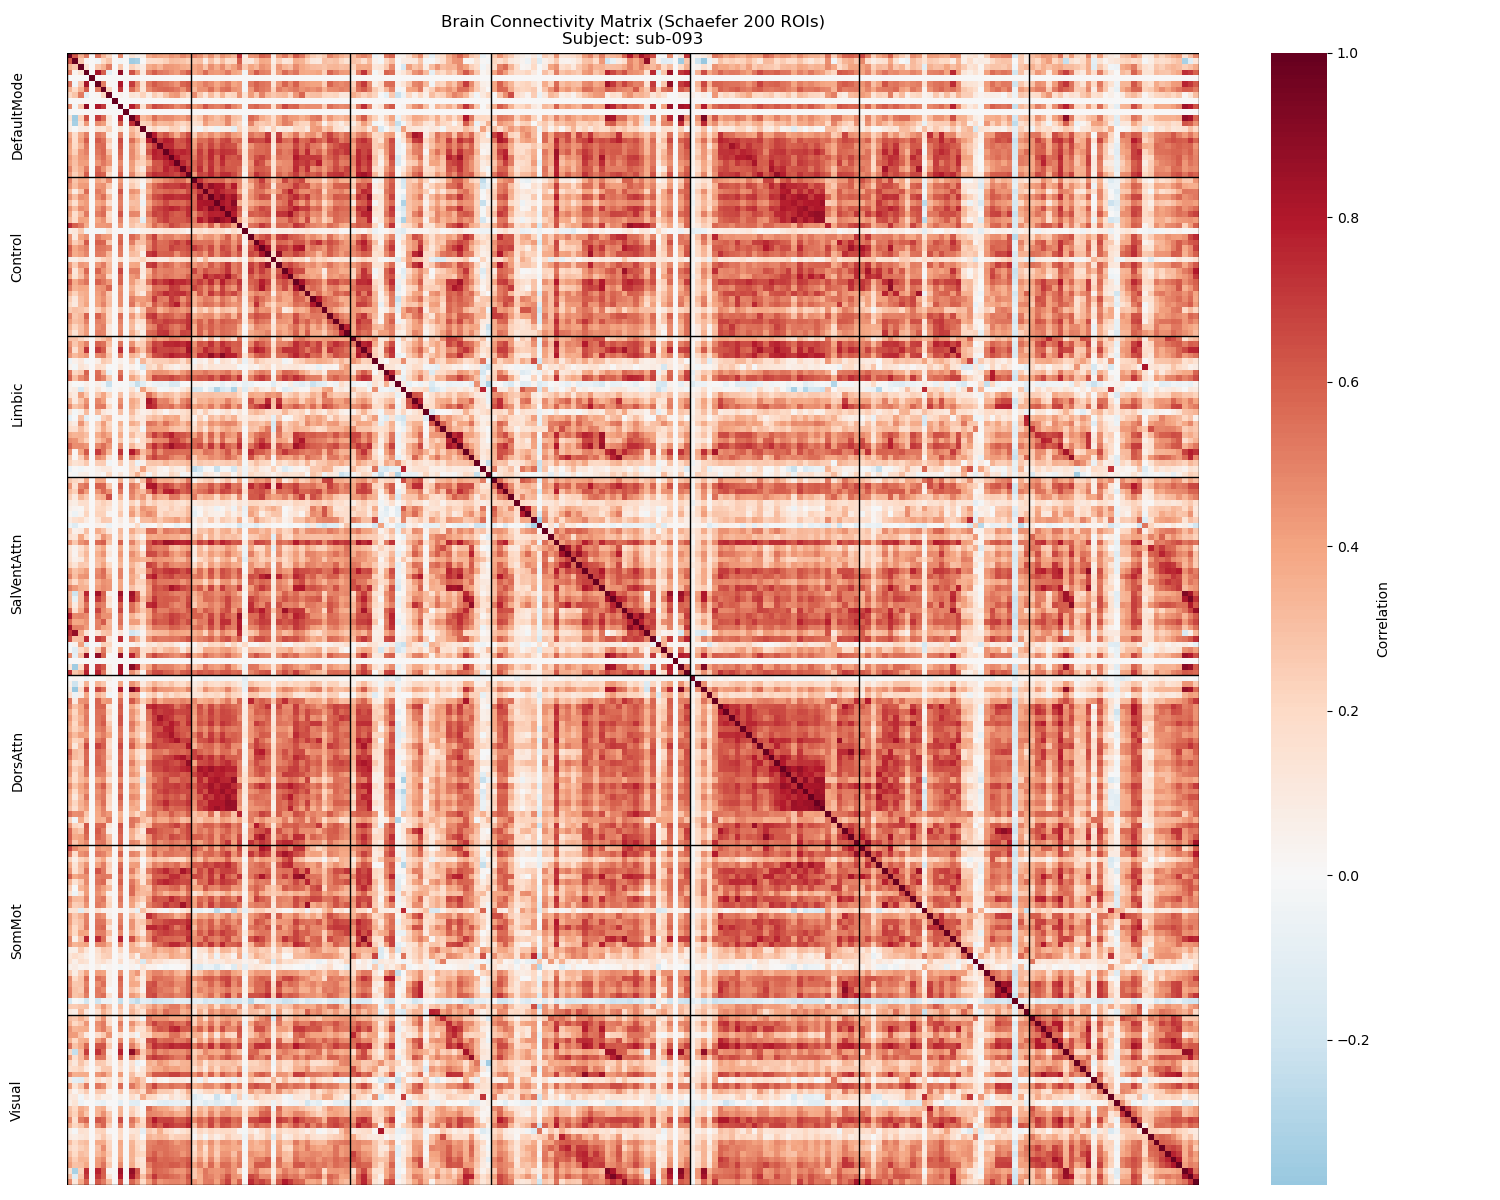 Brain Connectivity Matrix (Schaefer 200 ROIs)
Subject: sub-093
DefaultMode
Control
Limbic
SalVentAttn
DorsAttn
SomMot
Visual
1.0
0.8
0.6
0.4
0.2
0.0
−0.2
Correlation